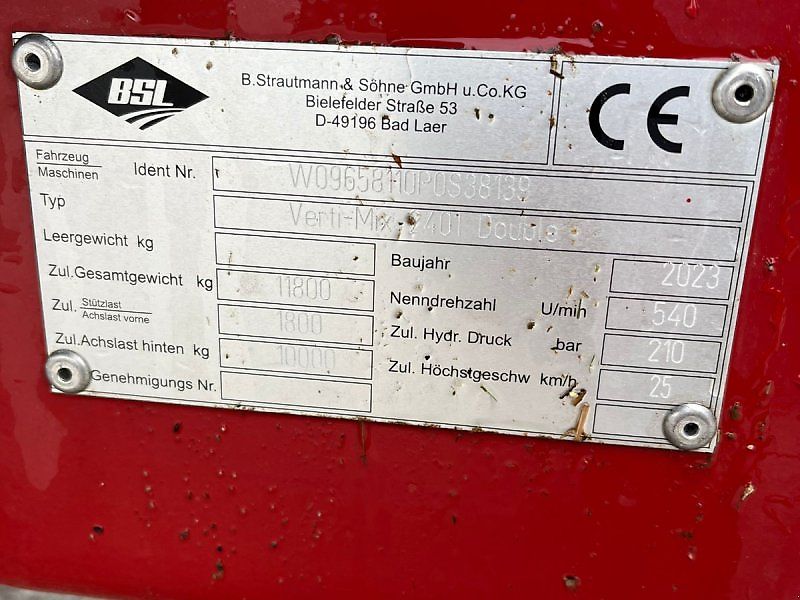 BSL
B.Strautmann & Söhne GmbH u.Co.KG
Bielefelder Straße 53
D-49196 Bad Laer
CE
Fahrzeug
Maschinen
Ident Nr. W09658110P0S38139
Typ Verti-Mix 2401 Double
Leergewicht kg
Zul.Gesamtgewicht kg 11800
Zul. Stützlast
Achslast vorne 1800
Zul.Achslast hinten kg 10000
Genehmigungs Nr.
Baujahr 2023
Nenndrehzahl U/min 540
Zul. Hydr. Druck bar 210
Zul. Höchstgeschw km/h 25